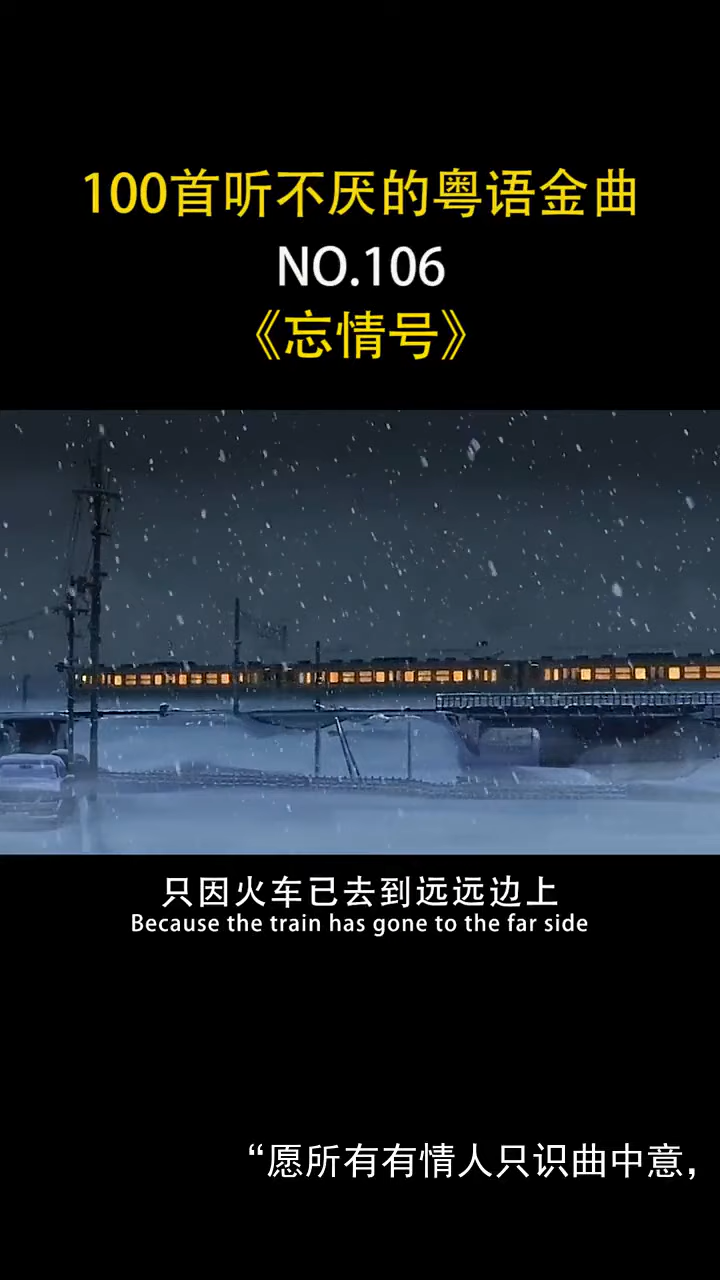 100首听不厌的粤语金曲
NO.106
《忘情号》
只因火车已去到远远边上
Because the train has gone to the far side
“愿所有有情人只识曲中意，